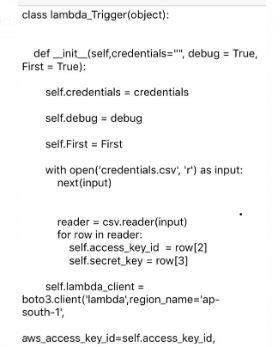 class lambda_Trigger(object):
def __init__(self,credentials="", debug = True,
First = True):
self.credentials = credentials
self.debug = debug
self.First = First
with open('credentials.csv', 'r') as input:
next(input)
reader = csv.reader(input)
for row in reader:
self.access_key_id = row[2]
self.secret_key = row[3]
self.lambda_client =
boto3.client('lambda',region_name='ap-
south-1',
aws_access_key_id=self.access_key_id,